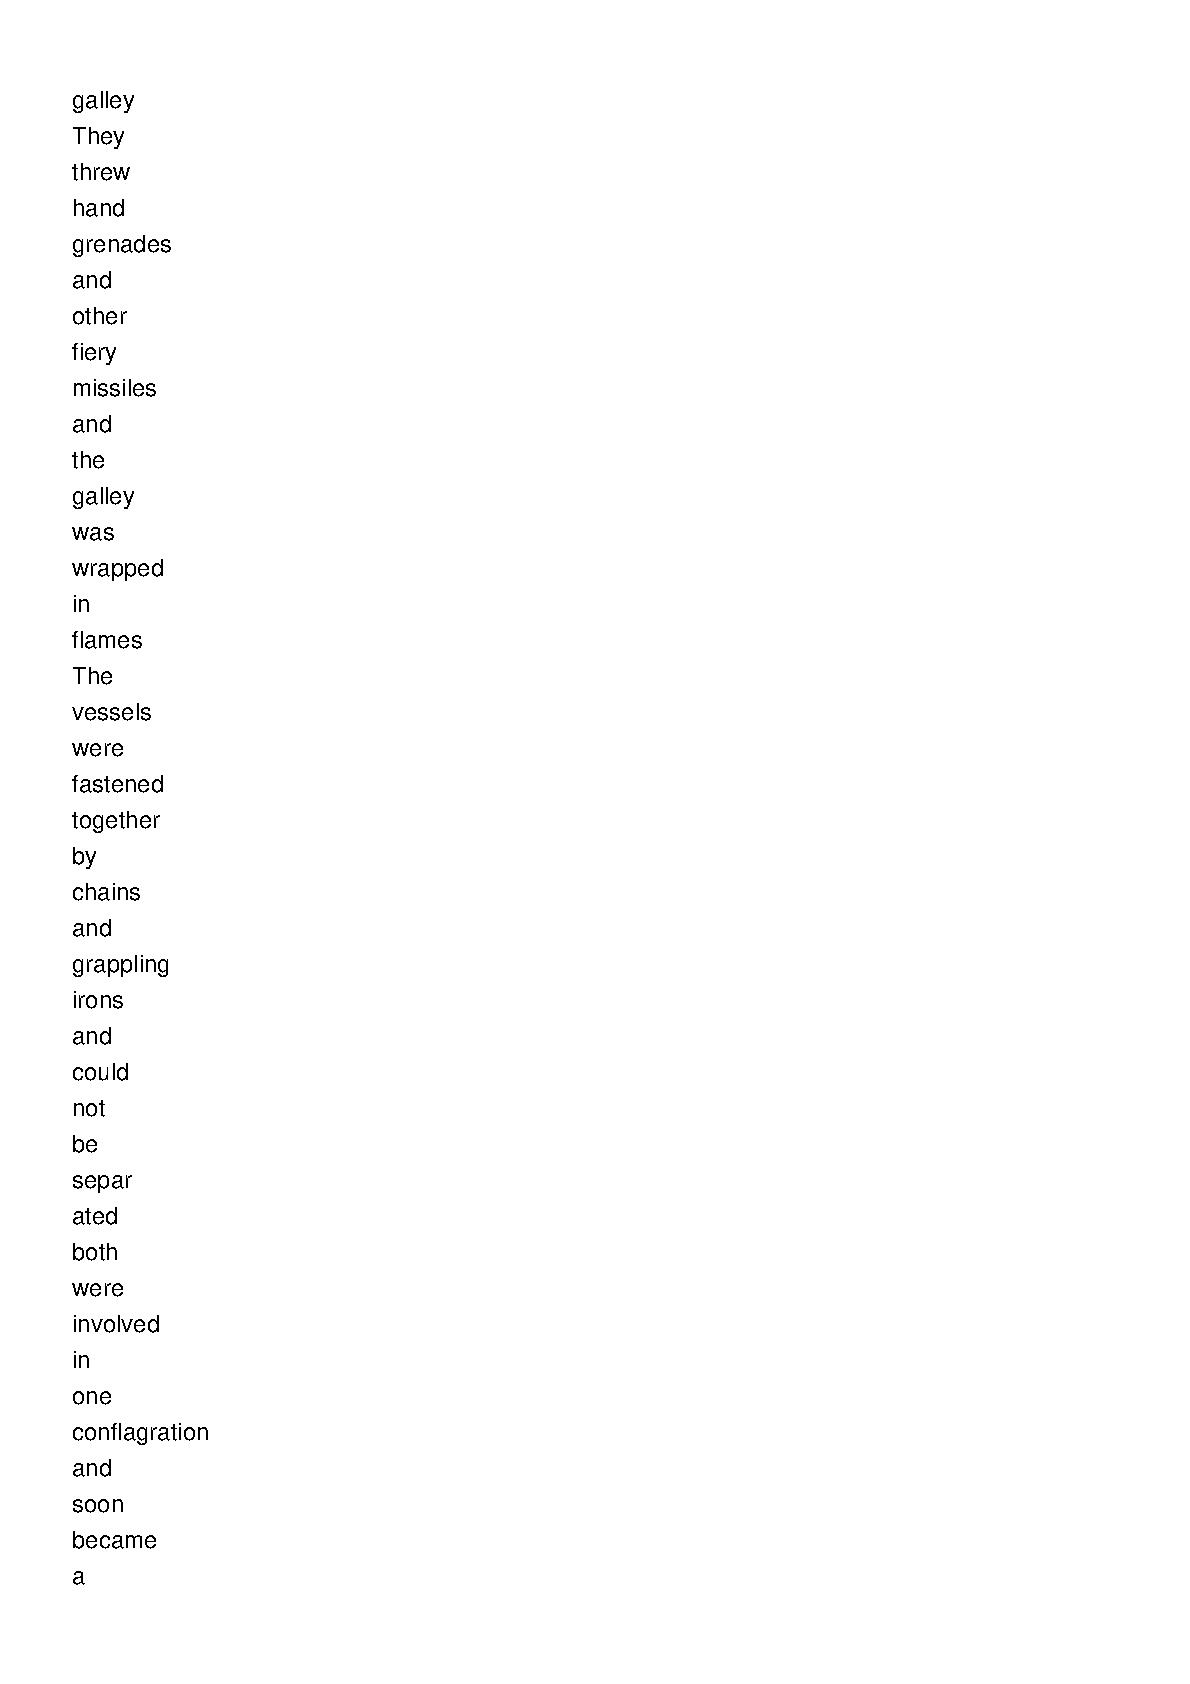 galley
They
threw
hand
grenades
and
other
fiery
missiles
and
the
galley
was
wrapped
in
flames
The
vessels
were
fastened
together
by
chains
and
grappling
irons
and
could
not
be
separ
ated
both
were
involved
in
one
conflagration
and
soon
became
a